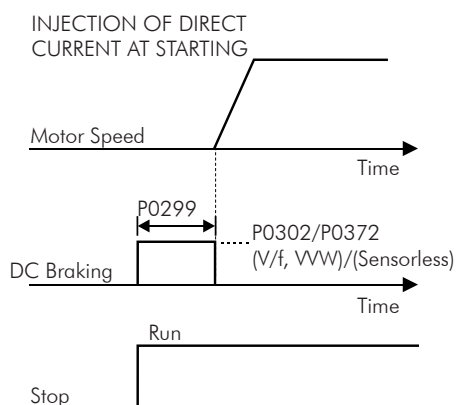 INJECTION OF DIRECT
CURRENT AT STARTING
Motor Speed
Time
P0299
P0302/P0372
(V/f, VVW)/(Sensorless)
DC Braking
Time
Run
Stop